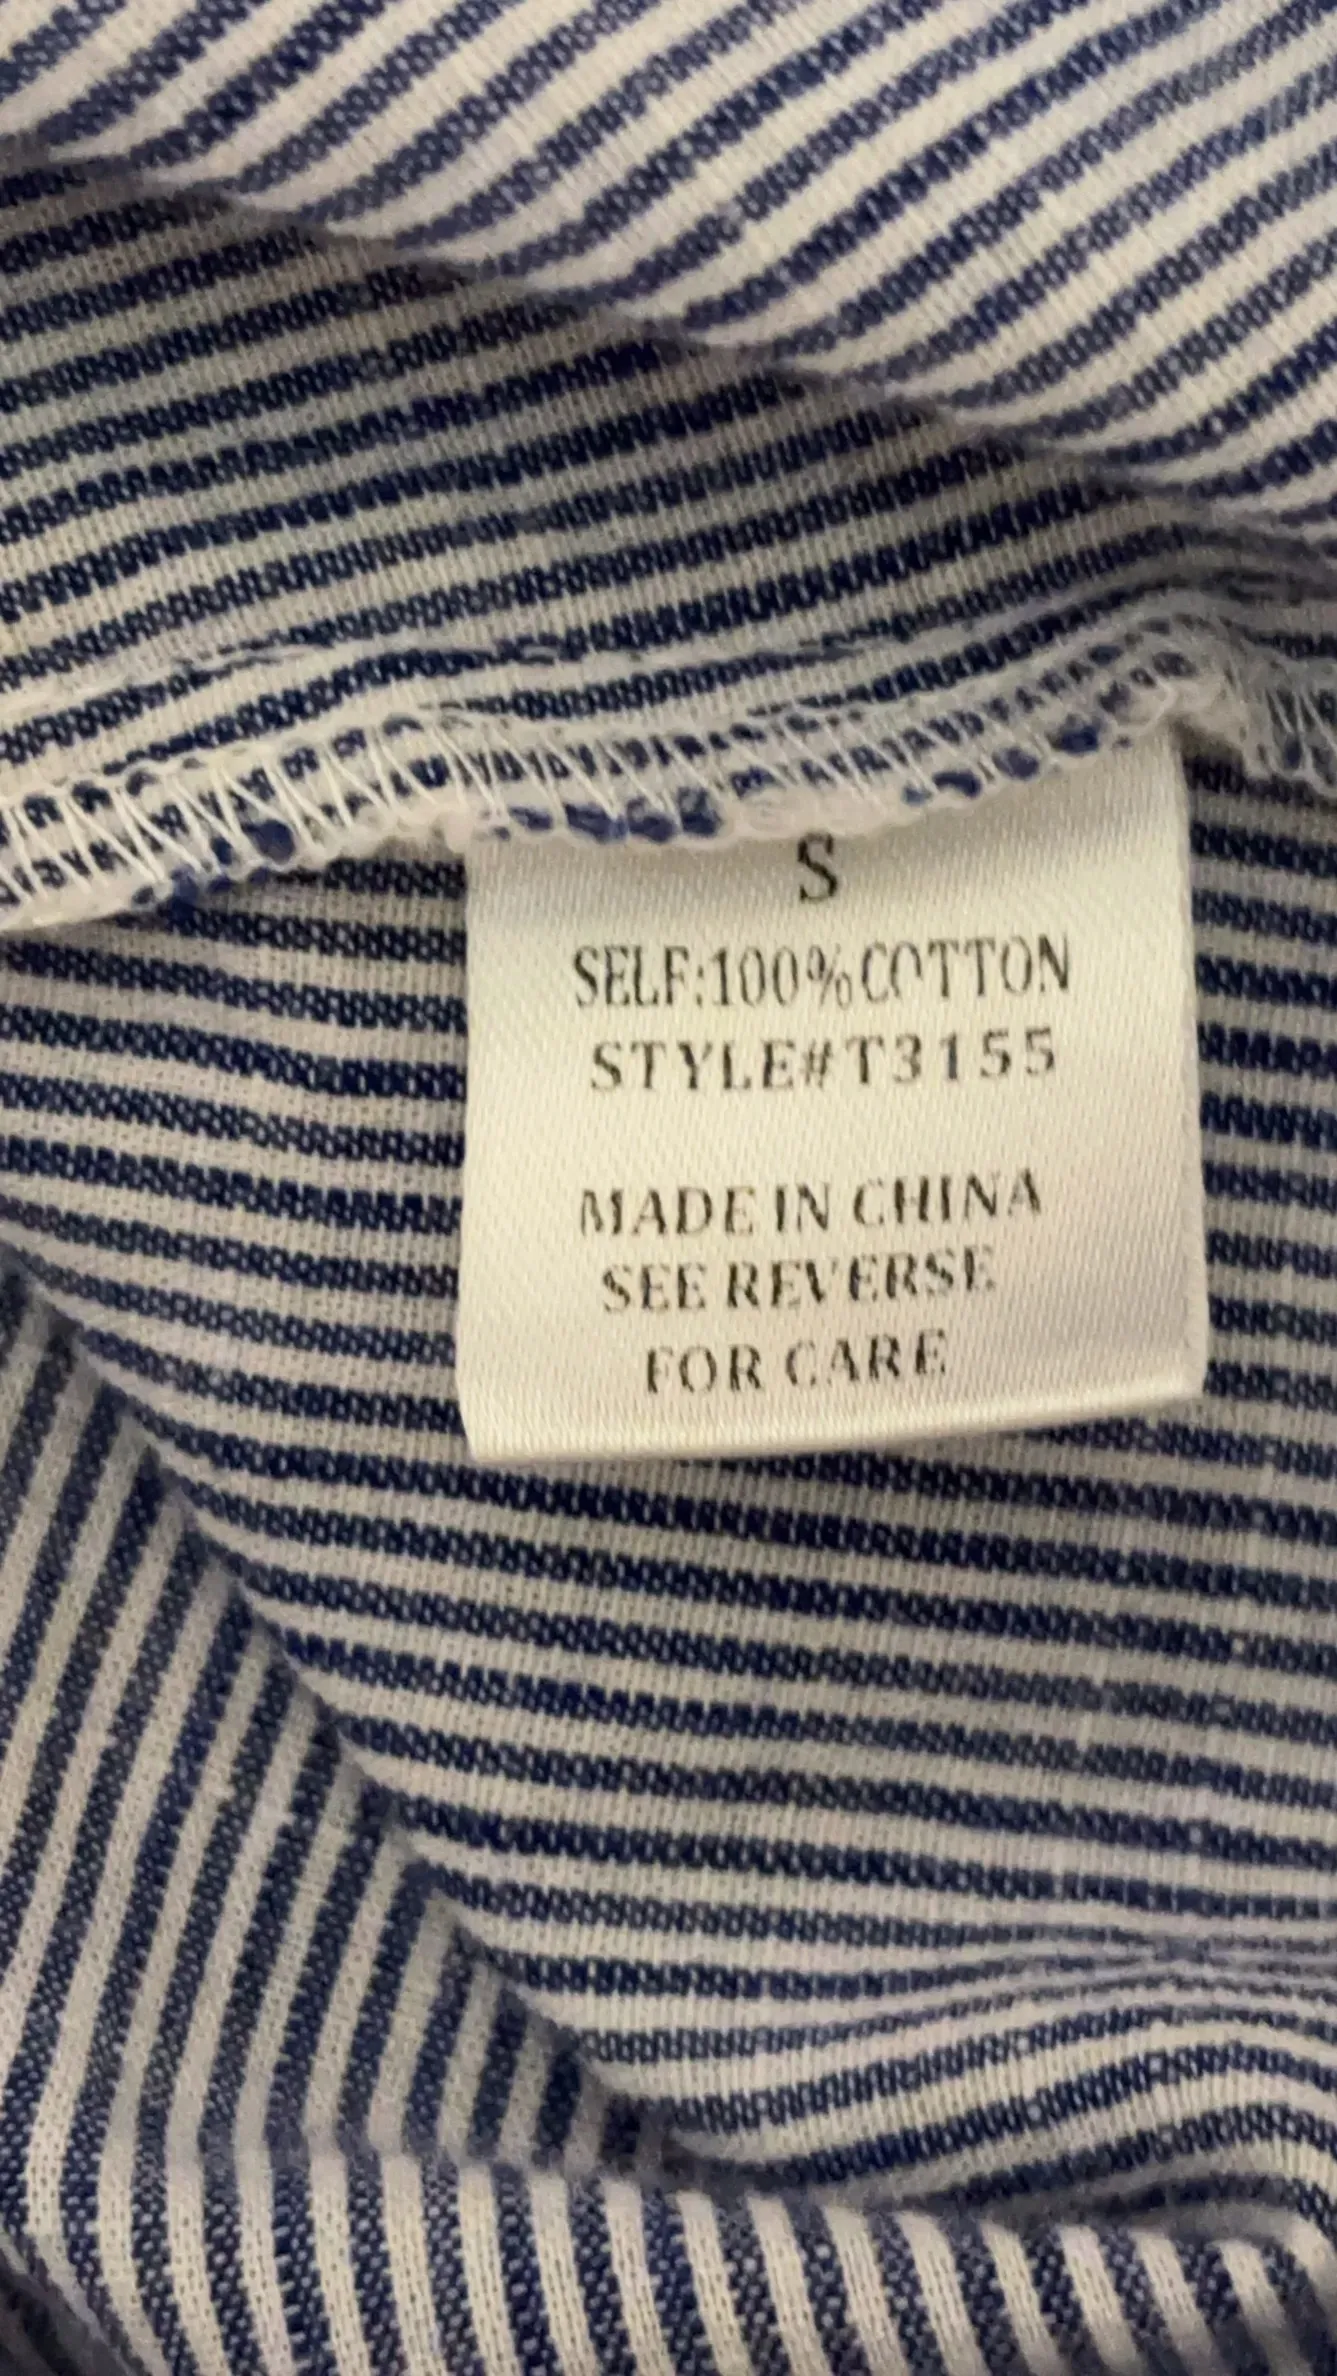 S
SELF:100%COTTON
STYLE#T3155
MADE IN CHINA
SEE REVERSE
FOR CARE